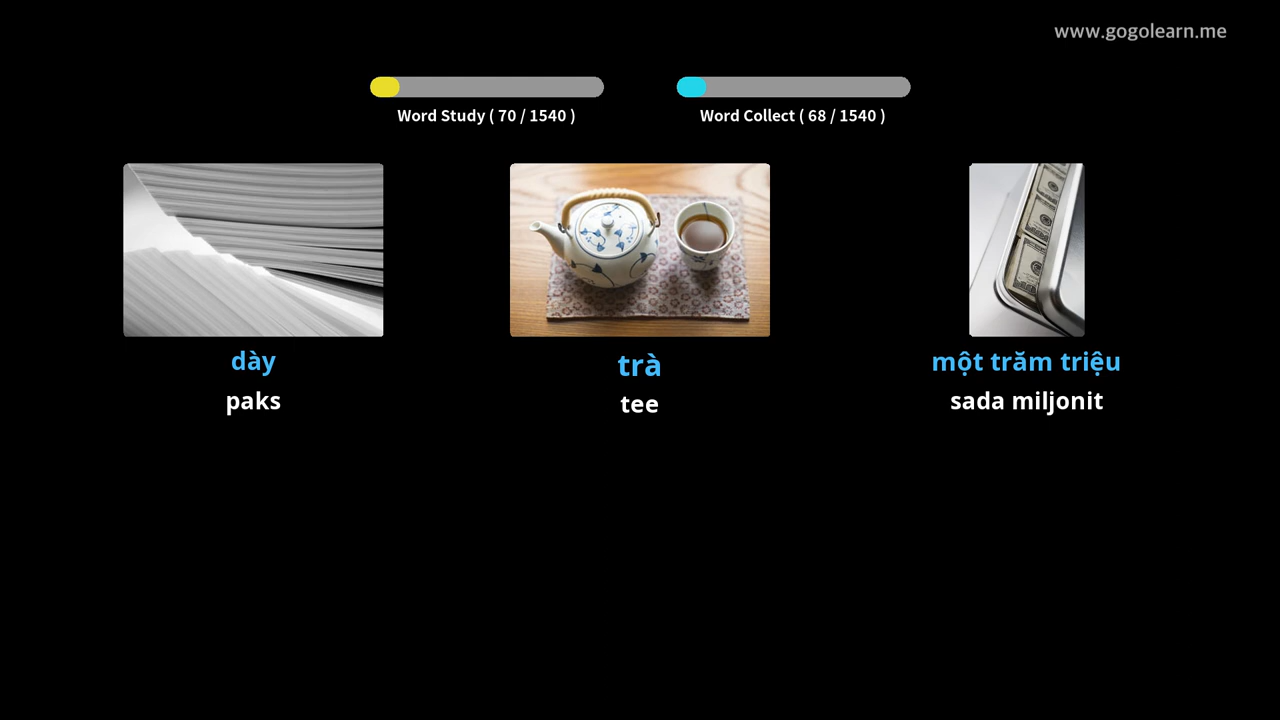 www.gogolearn.me
Word Study ( 70 / 1540 )
Word Collect ( 68 / 1540 )
dày
paks
trà
tee
một trăm triệu
sada miljonit